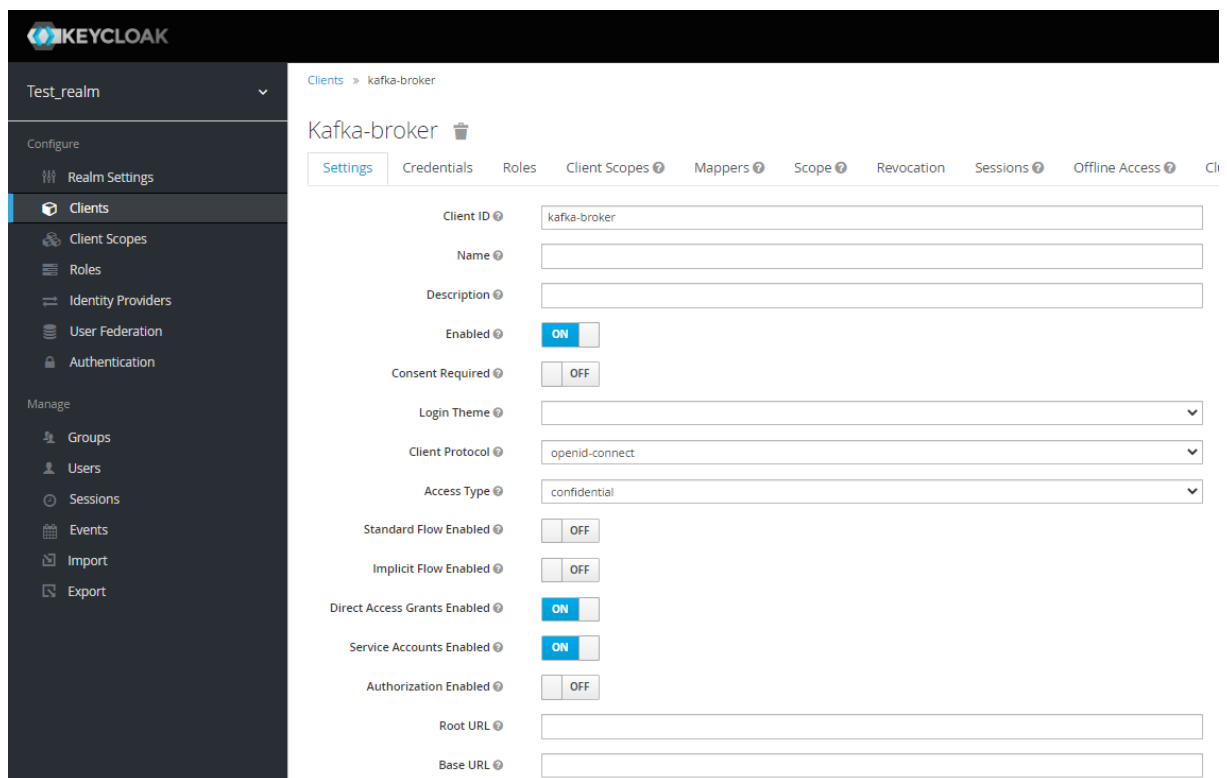 KEYCLOAK
Test_realm
Configure
Realm Settings
Clients
Client Scopes
Roles
Identity Providers
User Federation
Authentication
Manage
Groups
Users
Sessions
Events
Import
Export
Clients » kafka-broker
Kafka-broker
Settings Credentials Roles Client Scopes Mappers Scope Revocation Sessions Offline Access
Client ID kafka-broker
Name
Description
Enabled ON
Consent Required OFF
Login Theme
Client Protocol openid-connect
Access Type confidential
Standard Flow Enabled OFF
Implicit Flow Enabled OFF
Direct Access Grants Enabled ON
Service Accounts Enabled ON
Authorization Enabled OFF
Root URL
Base URL